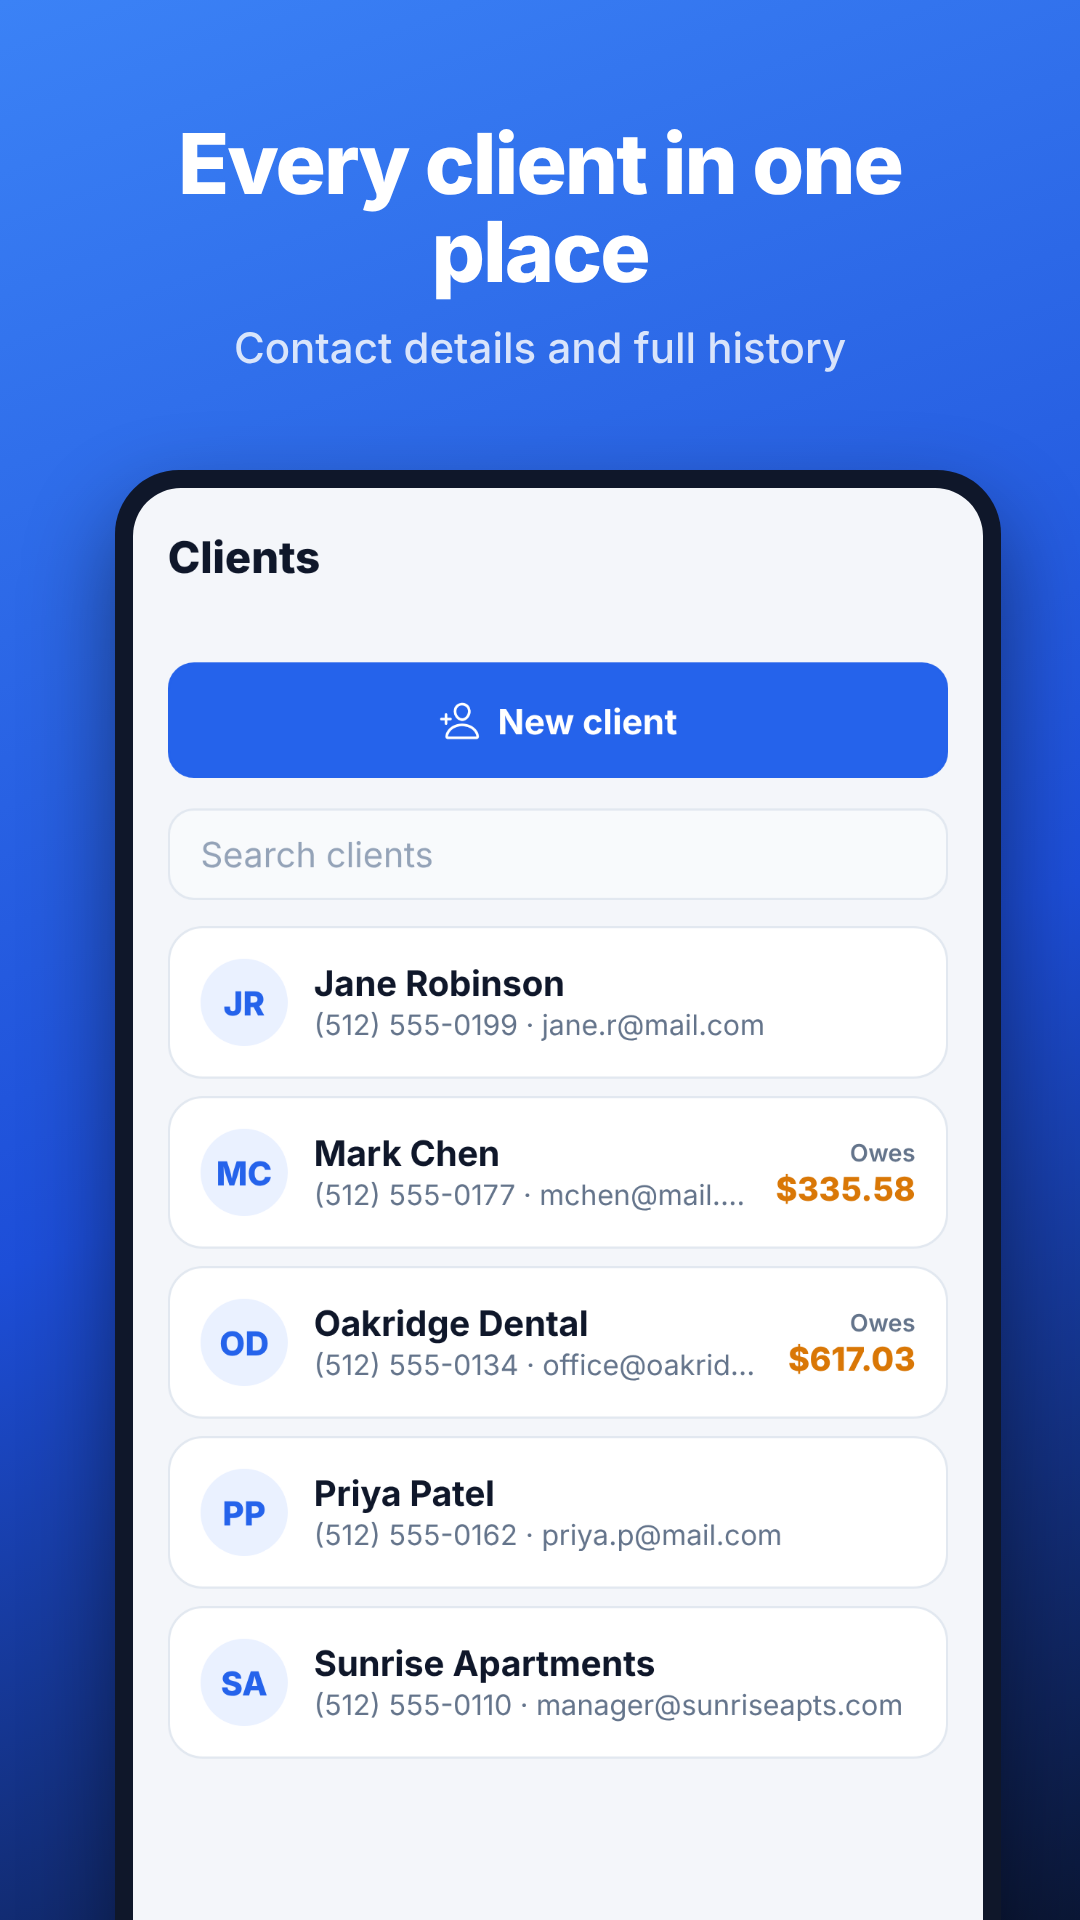 Every client in one
place
Contact details and full history
Clients
New client
Search clients
JR
Jane Robinson
(512) 555-0199 · jane.r@mail.com
MC
Mark Chen
(512) 555-0177 · mchen@mail....
Owes
$335.58
OD
Oakridge Dental
(512) 555-0134 · office@oakrid...
Owes
$617.03
PP
Priya Patel
(512) 555-0162 · priya.p@mail.com
SA
Sunrise Apartments
(512) 555-0110 · manager@sunriseapts.com